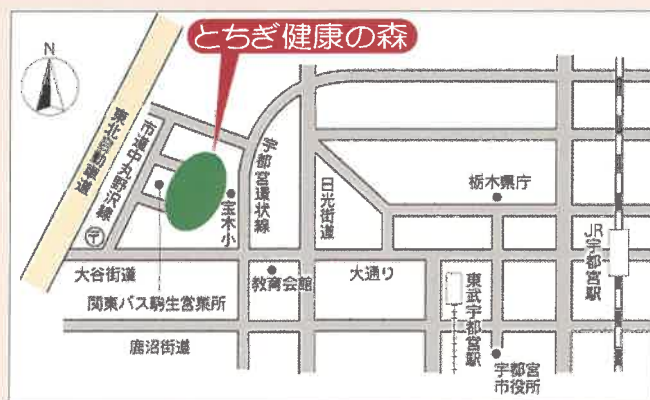 とちぎ健康の森
N
東北自動車道
市道中丸野沢線
宇都宮環状線
宝木小
日光街道
栃木県庁
JR
宇都宮駅
大谷街道
教育会館
大通り
関東バス駒生営業所
東武宇都宮駅
鹿沼街道
宇都宮
市役所